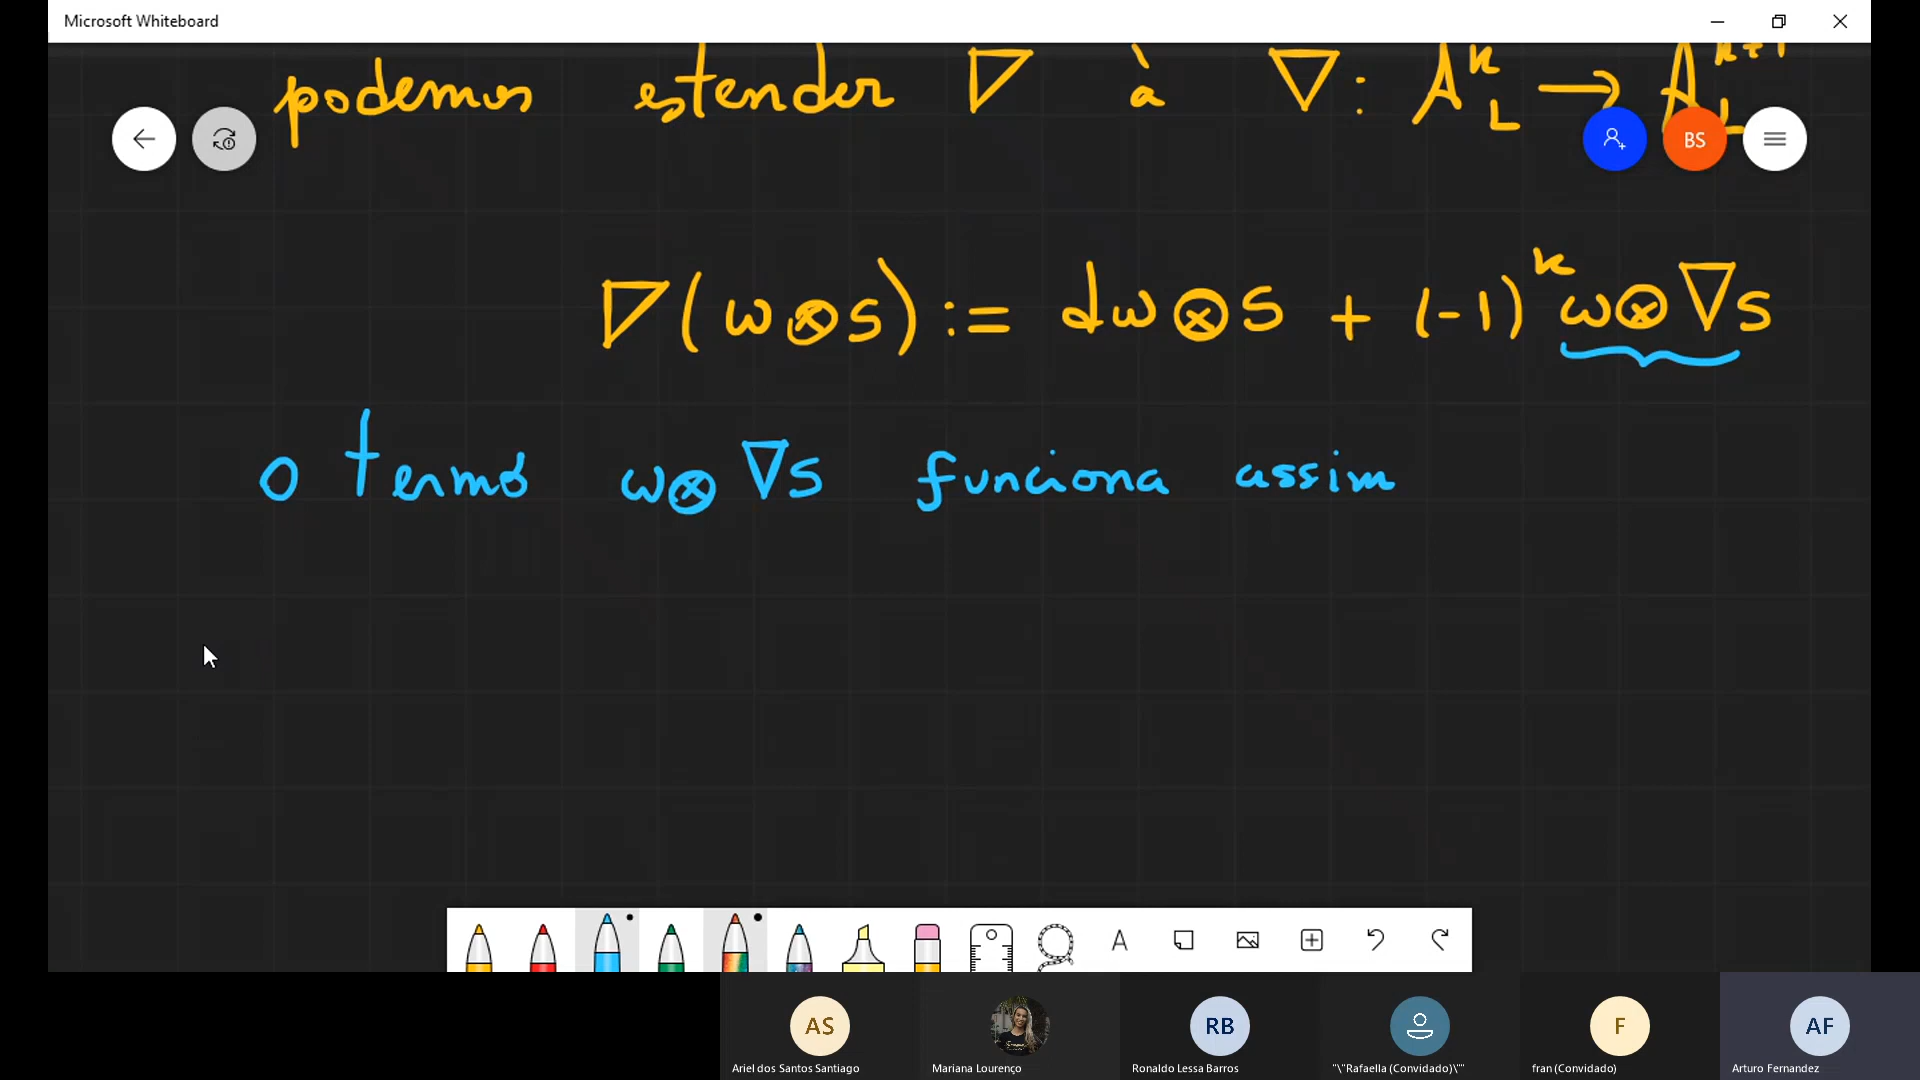 Microsoft Whiteboard
podemos estender ∇ à ∇: A^k_L → A^{k+1}_L
BS
∇(ω⊗s) := dω⊗s + (-1)^k ω⊗∇s
o termo ω⊗∇s funciona assim
A
AS
RB
F
AF
Ariel dos Santos Santiago
Mariana Lourenço
Ronaldo Lessa Barros
"\"Rafaella (Convidado)\""
fran (Convidado)
Arturo Fernandez